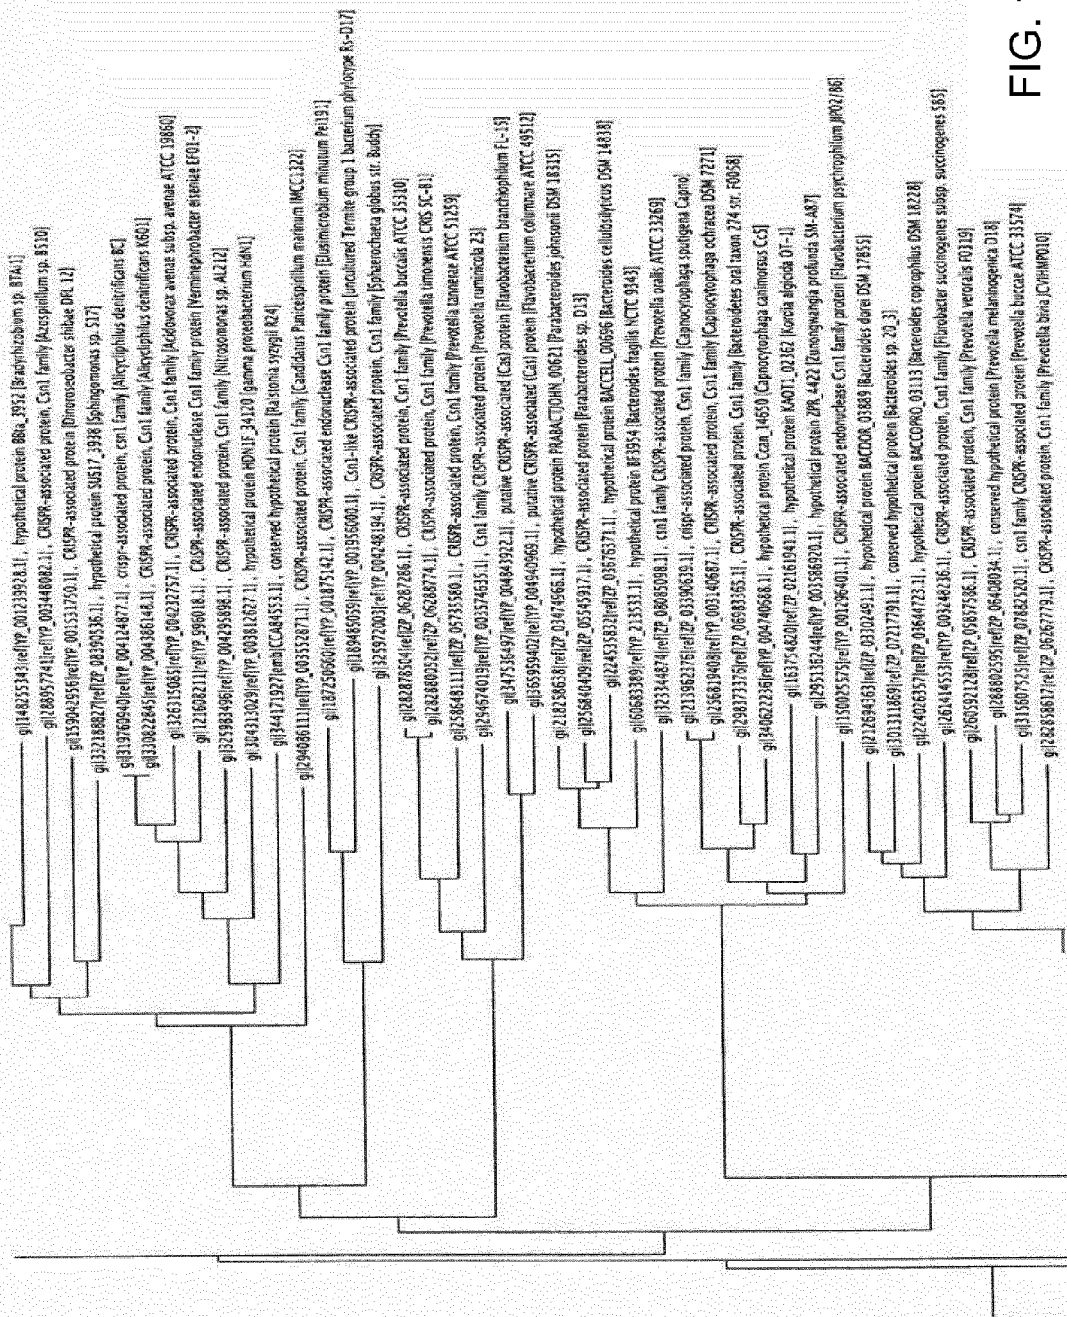 gi|148255343|ref|YP_001239928.1|, hypothetical protein BBta_3952 [Bradyrhizobium sp. BTAi1]
gi|288957741|ref|YP_003448082.1|, CRISPR-associated protein, Csn1 family [Azospirillum sp. B510]
gi|159042956|ref|YP_001531750.1|, CRISPR-associated protein [Dinoroseobacter shibae DFL 12]
gi|332188827|ref|ZP_08390536.1|, hypothetical protein SUS17_3938 [Sphingomonas sp. S17]
gi|319760940|ref|YP_004124877.1|, crispr-associated protein, csn1 family [Alicycliphilus denitrificans BC]
gi|330822845|ref|YP_004386148.1|, CRISPR-associated protein, Csn1 family [Alicycliphilus denitrificans K601]
gi|326315085|ref|YP_004232757.1|, CRISPR-associated protein, Csn1 family [Acidovorax avenae subsp. avenae ATCC 19860]
gi|121608211|ref|YP_996018.1|, CRISPR-associated endonuclease Csn1 family protein [Verminephrobacter eiseniae EF01-2]
gi|325983496|ref|YP_004295898.1|, CRISPR-associated protein, Csn1 family [Nitrosomonas sp. AL212]
gi|304313029|ref|YP_003812627.1|, hypothetical protein HDN1F_34120 [gamma proteobacterium HdN1]
gi|344171927|emb|CCA84553.1|, conserved hypothetical protein [Ralstonia syzygii R24]
gi|294086111|ref|YP_003552871.1|, CRISPR-associated protein, Csn1 family [Candidatus Puniceispirillum marinum IMCC1322]
gi|187250660|ref|YP_001875142.1|, CRISPR-associated endonuclease Csn1 family protein [Elusimicrobium minutum Pei191]
gi|189485059|ref|YP_001956000.1|, Csn1-like CRISPR-associated protein [uncultured Termite group 1 bacterium phylotype Rs-D17]
gi|325972003|ref|YP_004248194.1|, CRISPR-associated protein, Csn1 family [Sphaerochaeta globus str. Buddy]
gi|282878504|ref|ZP_06287286.1|, CRISPR-associated protein, Csn1 family [Prevotella buccalis ATCC 35310]
gi|282880052|ref|ZP_06288774.1|, CRISPR-associated protein, Csn1 family [Prevotella timonensis CRIS 5C-B1]
gi|258648111|ref|ZP_05735580.1|, CRISPR-associated protein, Csn1 family [Prevotella tannerae ATCC 51259]
gi|294674019|ref|YP_003574635.1|, Csn1 family CRISPR-associated protein [Prevotella ruminicola 23]
gi|347536497|ref|YP_004843922.1|, putative CRISPR-associated (Cas) protein [Flavobacterium branchiophilum FL-15]
gi|365959402|ref|YP_004940969.1|, putative CRISPR-associated (Cas) protein [Flavobacterium columnare ATCC 49512]
gi|218258638|ref|ZP_03474966.1|, hypothetical protein PRABACTJOHN_00621 [Parabacteroides johnsonii DSM 18315]
gi|256840409|ref|ZP_05545917.1|, CRISPR-associated protein [Parabacteroides sp. D13]
gi|224535832|ref|ZP_03676371.1|, hypothetical protein BACCELL_00696 [Bacteroides cellulosilyticus DSM 14838]
gi|60683389|ref|YP_213533.1|, hypothetical protein BF3954 [Bacteroides fragilis NCTC 9343]
gi|323344874|ref|ZP_08085098.1|, csn1 family CRISPR-associated protein [Prevotella oralis ATCC 33269]
gi|213962376|ref|ZP_03390639.1|, crispr-associated protein, Csn1 family [Capnocytophaga sputigena Capno]
gi|256819408|ref|YP_003140687.1|, CRISPR-associated protein, Csn1 family [Capnocytophaga ochracea DSM 7271]
gi|298373376|ref|ZP_06983365.1|, CRISPR-associated protein, Csn1 family [Bacteroidetes oral taxon 274 str. F0058]
gi|340622236|ref|YP_004740688.1|, hypothetical protein Ccan_14650 [Capnocytophaga canimorsus Cc5]
gi|163754820|ref|ZP_02161941.1|, hypothetical protein KAOT1_02362 [Kordia algicida OT-1]
gi|295136244|ref|YP_003586920.1|, hypothetical protein ZPR_4422 [Zunongwangia profunda SM-A87]
gi|150025575|ref|YP_001296401.1|, CRISPR-associated endonuclease Csn1 family protein [Flavobacterium psychrophilum JIP02/86]
gi|212694363|ref|ZP_03302491.1|, hypothetical protein BACDOR_03889 [Bacteroides dorei DSM 17855]
gi|301311869|ref|ZP_07217791.1|, conserved hypothetical protein [Bacteroides sp. 20_3]
gi|224026357|ref|ZP_03644723.1|, hypothetical protein BACCOPRO_03113 [Bacteroides coprophilus DSM 18228]
gi|261414553|ref|YP_003248236.1|, CRISPR-associated protein, Csn1 family [Fibrobacter succinogenes subsp. succinogenes S85]
gi|260592128|ref|ZP_05857586.1|, CRISPR-associated protein, Csn1 family [Prevotella veroralis F0319]
gi|288802595|ref|ZP_06408034.1|, conserved hypothetical protein [Prevotella melaninogenica D18]
gi|315607525|ref|ZP_07882520.1|, csn1 family CRISPR-associated protein [Prevotella buccae ATCC 33574]
gi|282858617|ref|ZP_06267779.1|, CRISPR-associated protein, Csn1 family [Prevotella bivia JCVIHMP010]
FIG.